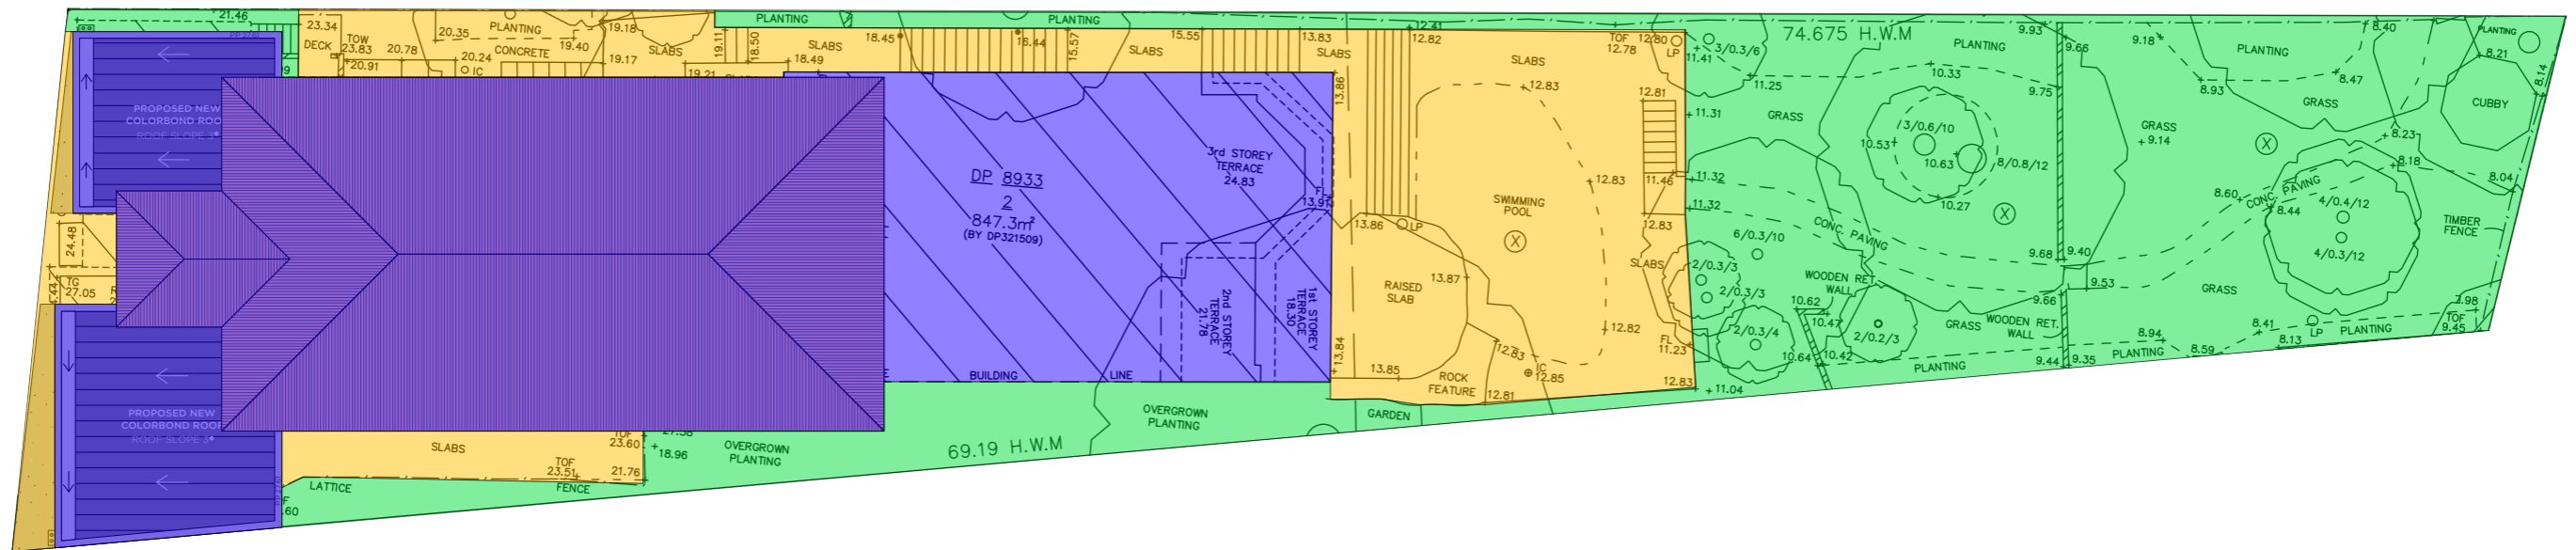 21.46
23.34
DECK
TOW
23.83
20.78
20.91
20.35
PLANTING
19.40
CONCRETE
20.24
IC
19.18
19.17
SLABS
19.21
19.11
18.50
PLANTING
SLABS
18.49
18.45
16.44
15.57
PLANTING
SLABS
15.55
13.83
SLABS
12.41
12.82
13.86
SLABS
12.83
TOF
12.78
12.80
LP
11.41
3/0.3/6
11.25
74.675 H.W.M
9.93
PLANTING
9.66
10.33
9.75
9.18
PLANTING
8.40
8.47
8.93
GRASS
PLANTING
8.21
8.14
CUBBY
PROPOSED NEW
COLORBOND ROO
ROOF SLOPE 3°
DP 8933
2
847.3m²
(BY DP321509)
3rd STOREY
TERRACE
24.83
FL
13.91
12.81
11.31
GRASS
11.46
11.32
11.32
12.83
12.83
SWIMMING
POOL
X
3/0.6/10
10.53
10.63
8/0.8/12
10.27
X
GRASS
9.14
X
8.23
8.18
8.04
8.60
CONC. PAVING
8.44
4/0.4/12
4/0.3/12
TIMBER
FENCE
CONC. PAVING
6/0.3/10
9.68
9.40
24.48
TG
27.05
13.86
LP
13.87
RAISED
SLAB
SLABS
2/0.3/3
2/0.3/3
WOODEN RET.
WALL
9.66
9.53
GRASS
2nd STOREY
TERRACE
21.78
1st STOREY
TERRACE
18.30
13.84
12.82
FL
11.23
2/0.3/4
10.62
10.47
10.64
10.42
2/0.2/3
GRASS
WOODEN RET.
WALL
9.44
9.35
PLANTING
8.94
8.59
8.41
8.13
LP
PLANTING
7.98
TOF
9.45
PLANTING
BUILDING
LINE
13.85
ROCK
FEATURE
12.83
IC
12.85
12.81
12.83
11.04
PROPOSED NEW
COLORBOND ROOF
ROOF SLOPE 3°
OVERGROWN
PLANTING
GARDEN
69.19 H.W.M
SLABS
TOF
23.60
18.96
OVERGROWN
PLANTING
TOF
23.51
21.76
LATTICE
FENCE
.60